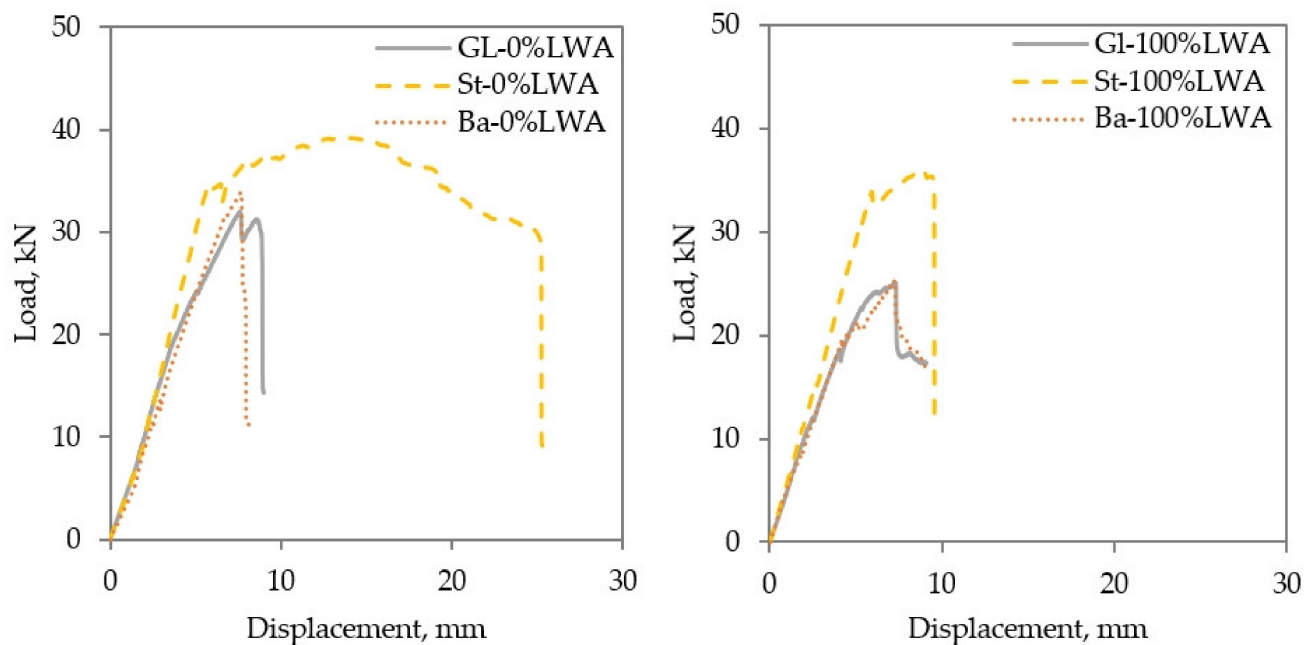 50
40
30
20
10
0
Load, kN
GL-0%LWA
St-0%LWA
Ba-0%LWA
0 10 20 30
Displacement, mm
50
40
30
20
10
0
Load, kN
Gl-100%LWA
St-100%LWA
Ba-100%LWA
0 10 20 30
Displacement, mm